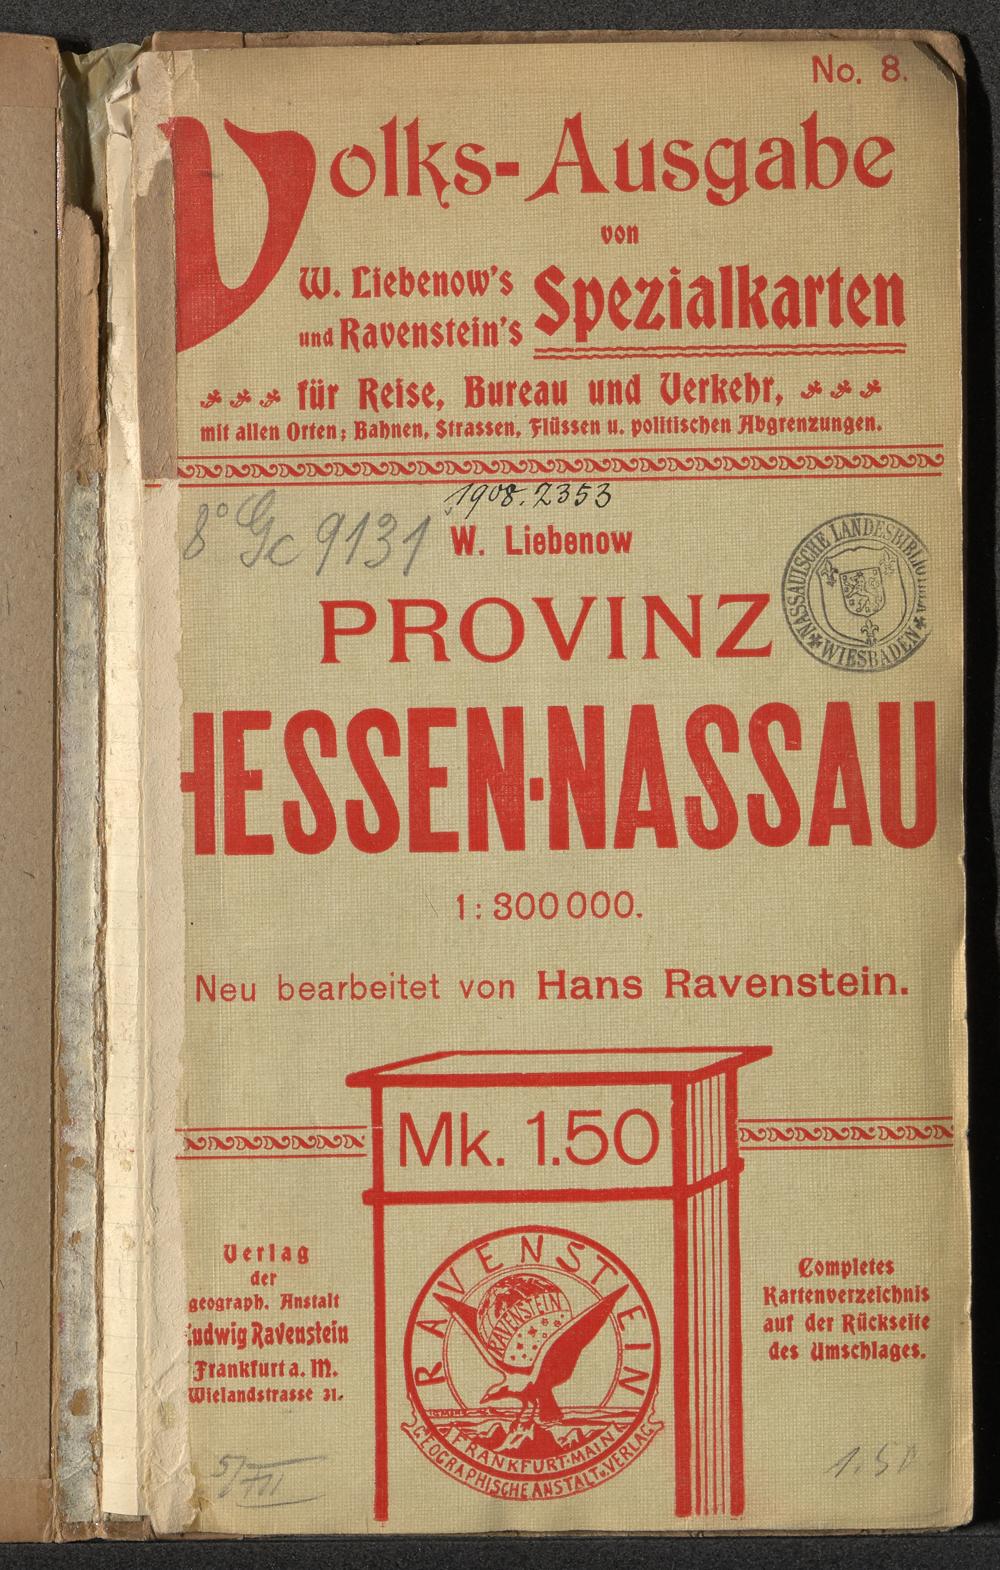 No. 8.
Volks-Ausgabe
von
W. Liebenow's
und Ravenstein's
Spezialkarten
für Reise, Bureau und Verkehr,
mit allen Orten; Bahnen, Strassen, Flüssen u. politischen Abgrenzungen.
1908.2353
8° Gc 9131
W. Liebenow
NASSAUISCHE LANDESBIBLIOTHEK
WIESBADEN
PROVINZ
HESSEN-NASSAU
1:300000.
Neu bearbeitet von Hans Ravenstein.
Mk. 1.50
Verlag
der
geograph. Anstalt
Ludwig Ravenstein
Frankfurt a. M.
Wielandstrasse 31.
RAVENSTEIN
RAVENSTEIN
FRANKFURT·MAIN
GEOGRAPHISCHE ANSTALT u. VERLAG
Completes
Kartenverzeichnis
auf der Rückseite
des Umschlages.
1.50